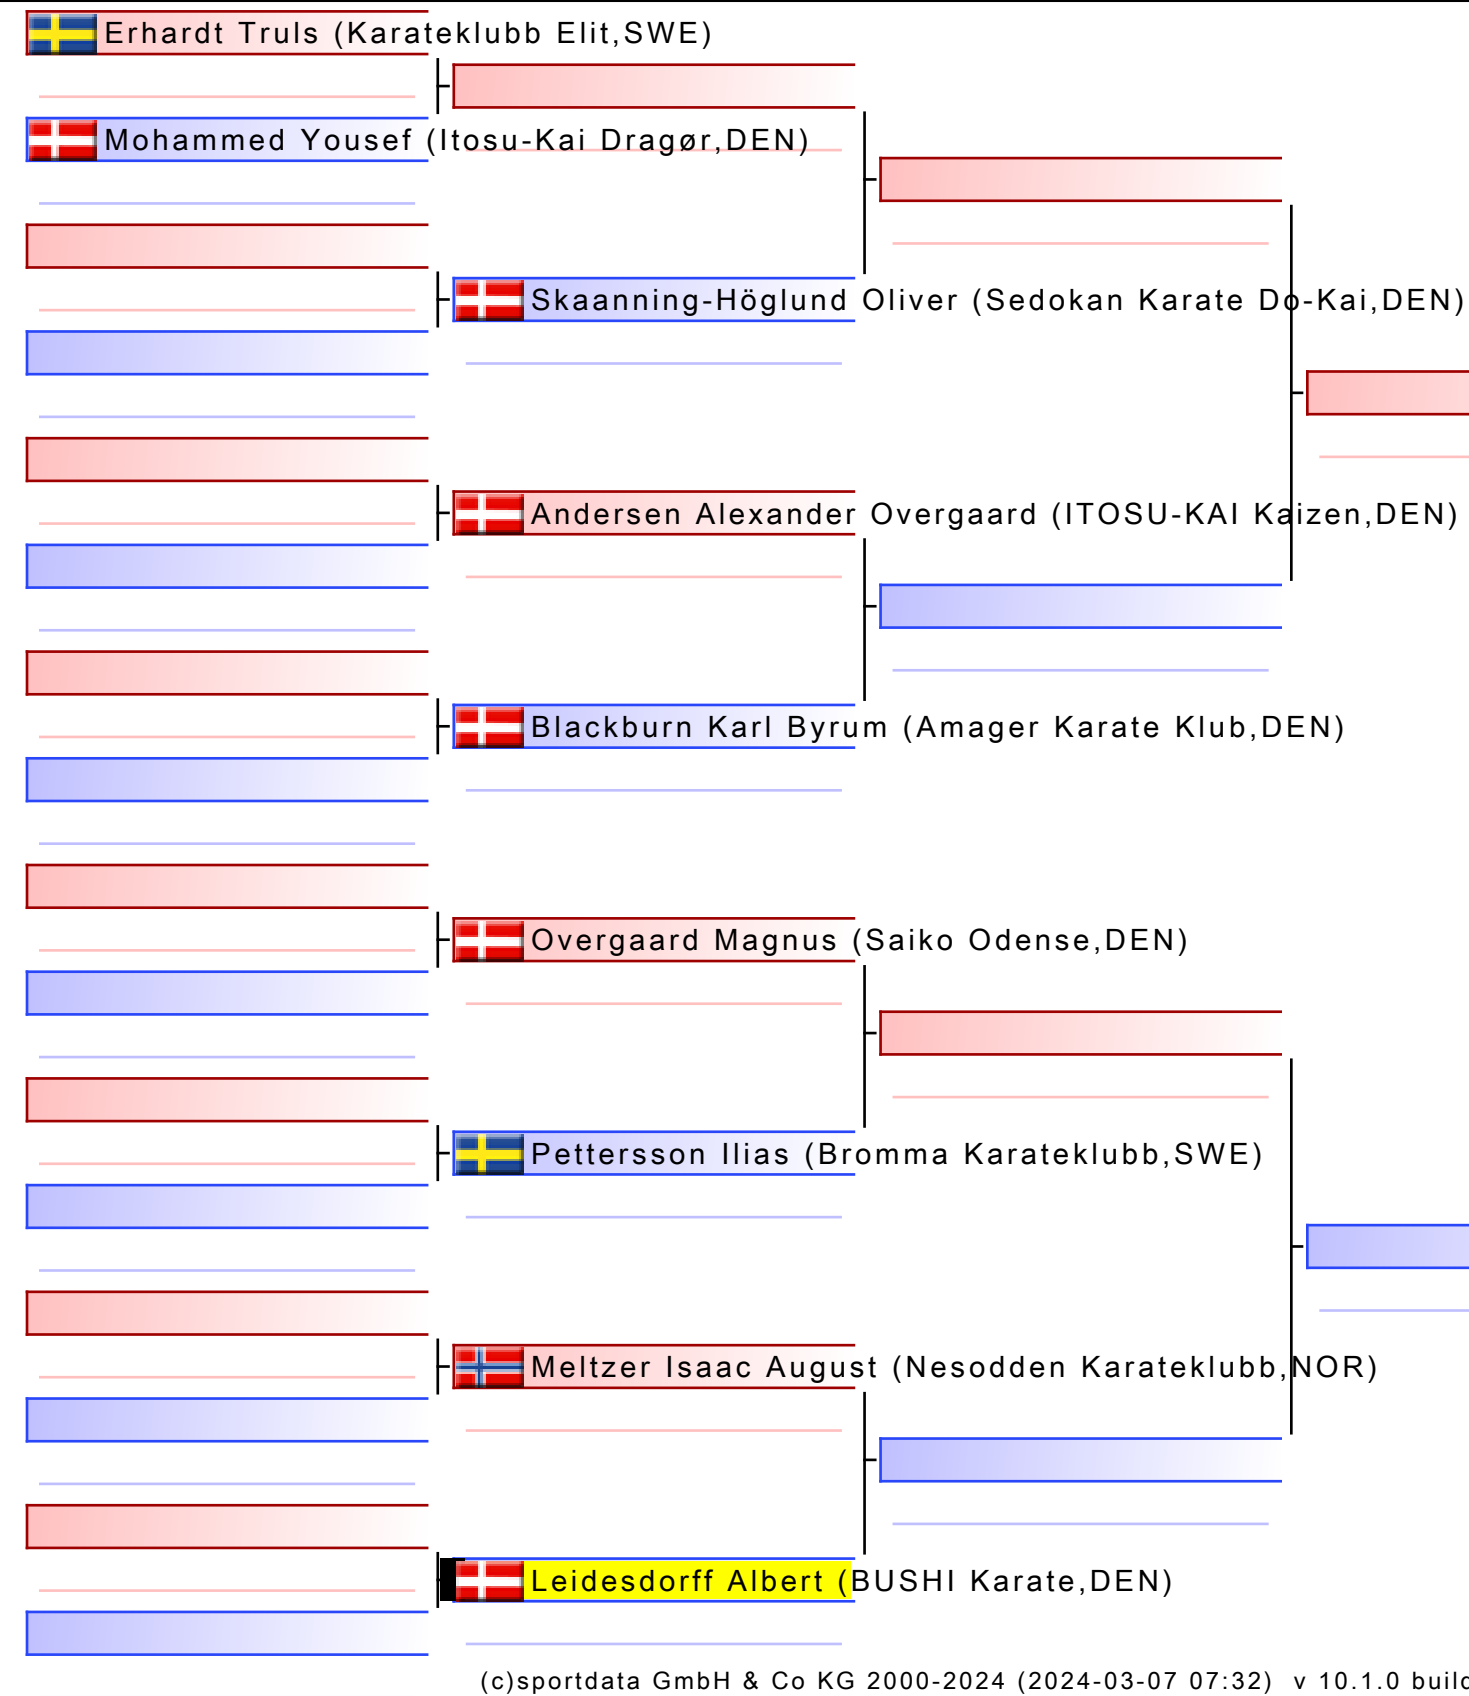 Erhardt Truls (Karateklubb Elit,SWE)
Mohammed Yousef (Itosu-Kai Dragør,DEN)
Skaanning-Höglund Oliver (Sedokan Karate Do-Kai,DEN)
Andersen Alexander Overgaard (ITOSU-KAI Kaizen,DEN)
Blackburn Karl Byrum (Amager Karate Klub,DEN)
Overgaard Magnus (Saiko Odense,DEN)
Pettersson Ilias (Bromma Karateklubb,SWE)
Meltzer Isaac August (Nesodden Karateklubb,NOR)
Leidesdorff Albert (BUSHI Karate,DEN)
(c)sportdata GmbH & Co KG 2000-2024 (2024-03-07 07:32) v 10.1.0 build